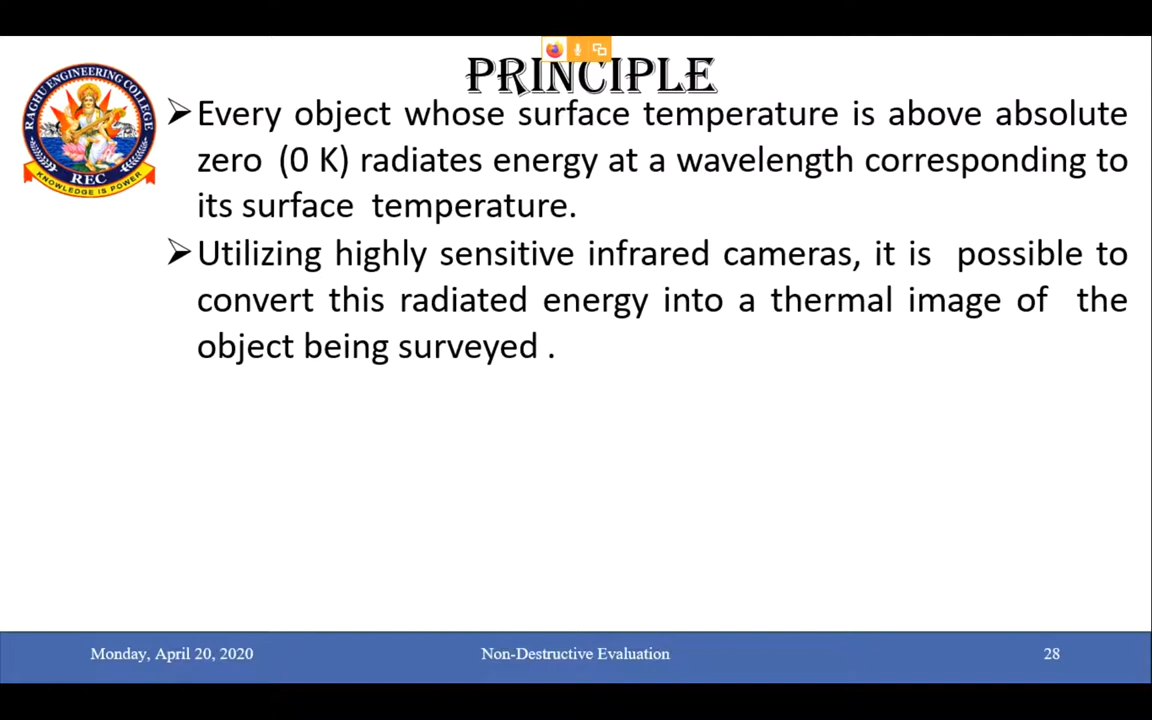 PRINCIPLE
RAGHU ENGINEERING COLLEGE
REC
KNOWLEDGE IS POWER
➢Every object whose surface temperature is above absolute
zero (0 K) radiates energy at a wavelength corresponding to
its surface temperature.
➢Utilizing highly sensitive infrared cameras, it is possible to
convert this radiated energy into a thermal image of the
object being surveyed .
Monday, April 20, 2020
Non-Destructive Evaluation
28